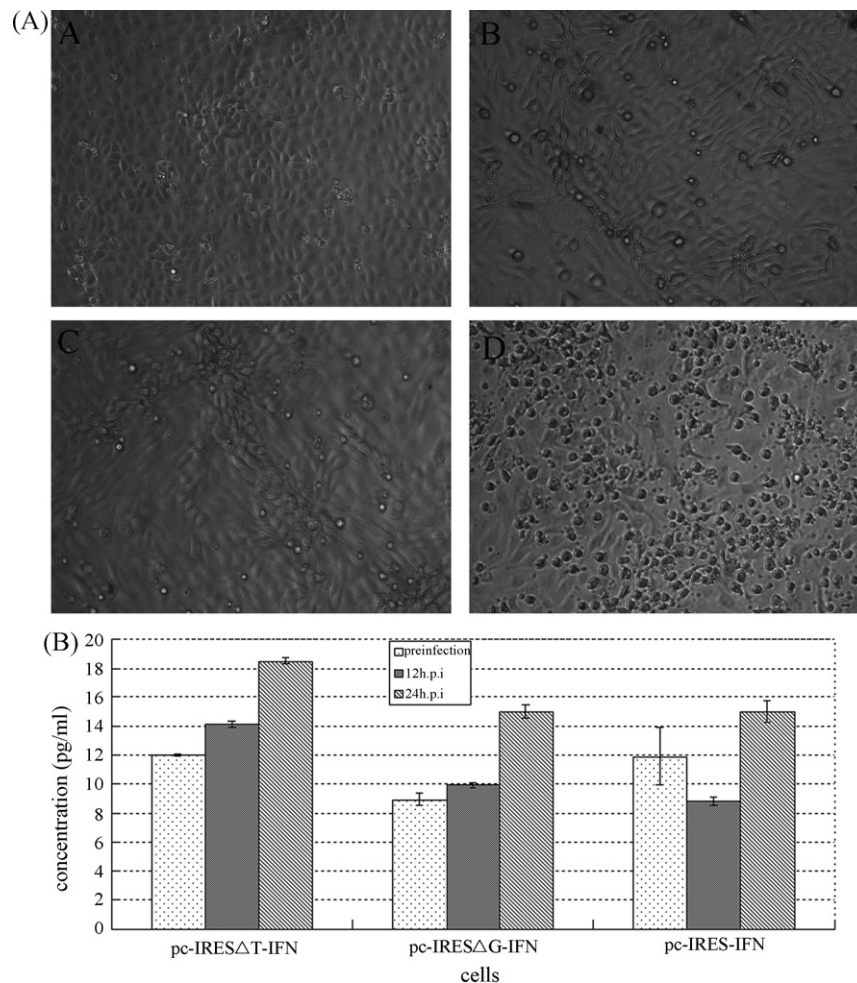 (A)
A
B
C
D
(B)
20
18
16
14
12
10
8
6
4
2
0
concentration (pg/ml)
preinfection
12h.p.i
24h.p.i
pc-IRES△T-IFN
pc-IRES△G-IFN
pc-IRES-IFN
cells